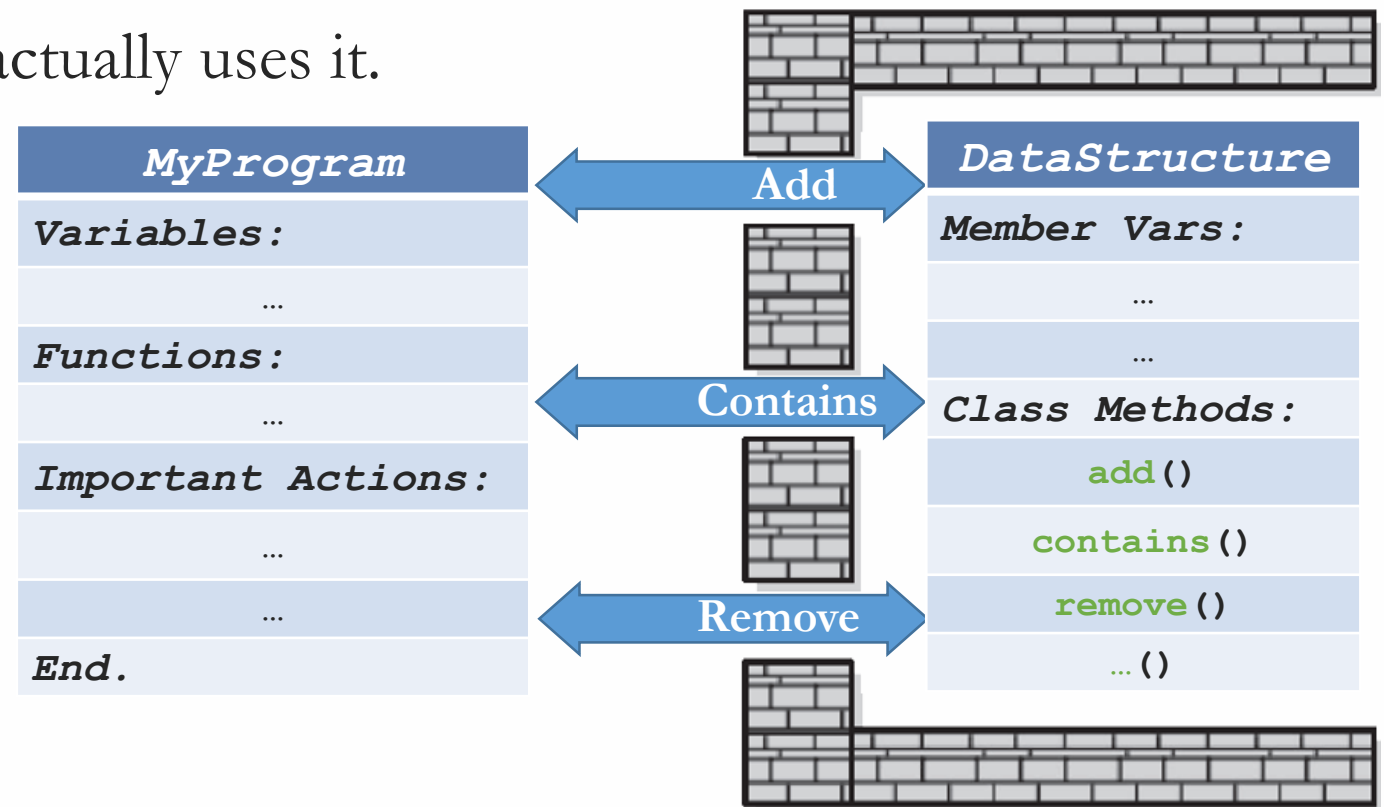 actually uses it.
MyProgram
Variables:
…
Functions:
…
Important Actions:
…
…
End.
Add
Contains
Remove
DataStructure
Member Vars:
…
…
Class Methods:
add()
contains()
remove()
…()